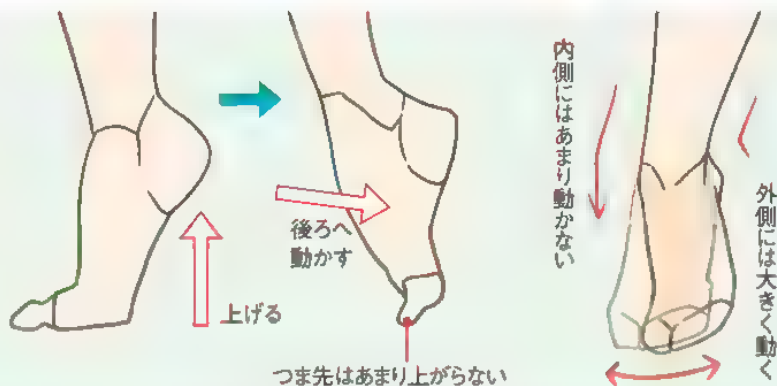 上げる
後ろへ
動かす
つま先はあまり上がらない
内側にはあまり動かない
外側には大きく動く